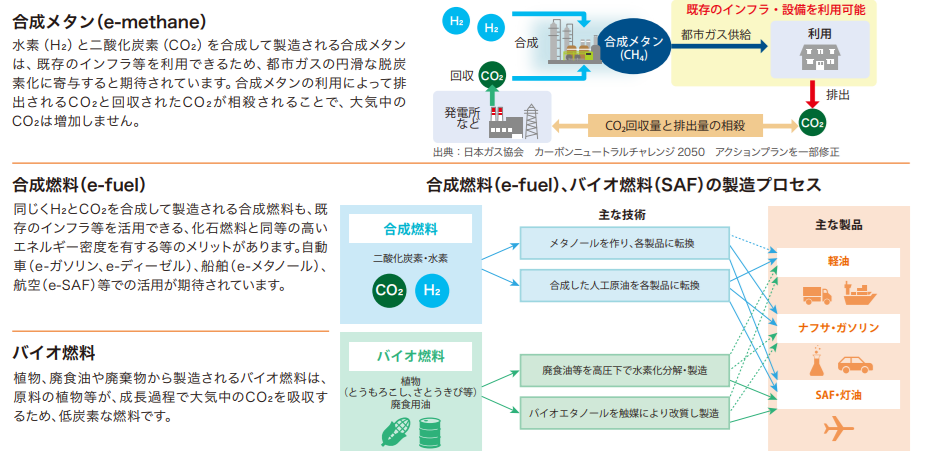 合成メタン（e-methane）
水素（H₂）と二酸化炭素（CO₂）を合成して製造される合成メタン
は、既存のインフラ等を利用できるため、都市ガスの円滑な脱炭
素化に寄与すると期待されています。合成メタンの利用によって排
出されるCO₂と回収されたCO₂が相殺されることで、大気中の
CO₂は増加しません。
既存のインフラ・設備を利用可能
H₂
H₂
合成
合成メタン
（CH₄）
都市ガス供給
利用
回収
CO₂
排出
発電所
など
CO₂回収量と排出量の相殺
CO₂
出典：日本ガス協会　カーボンニュートラルチャレンジ2050　アクションプランを一部修正
合成燃料（e-fuel）
同じくH₂とCO₂を合成して製造される合成燃料も、既
存のインフラ等を活用できる、化石燃料と同等の高い
エネルギー密度を有する等のメリットがあります。自動
車（e-ガソリン、e-ディーゼル）、船舶（e-メタノール）、
航空（e-SAF）等での活用が期待されています。
バイオ燃料
植物、廃食油や廃棄物から製造されるバイオ燃料は、
原料の植物等が、成長過程で大気中のCO₂を吸収す
るため、低炭素な燃料です。
合成燃料（e-fuel）、バイオ燃料（SAF）の製造プロセス
合成燃料
二酸化炭素・水素
CO₂
H₂
バイオ燃料
植物
（とうもろこし、さとうきび等）
廃食用油
主な技術
メタノールを作り、各製品に転換
合成した人工原油を各製品に転換
廃食油等を高圧下で水素化分解・製造
バイオエタノールを触媒により改質し製造
主な製品
軽油
ナフサ・ガソリン
SAF・灯油